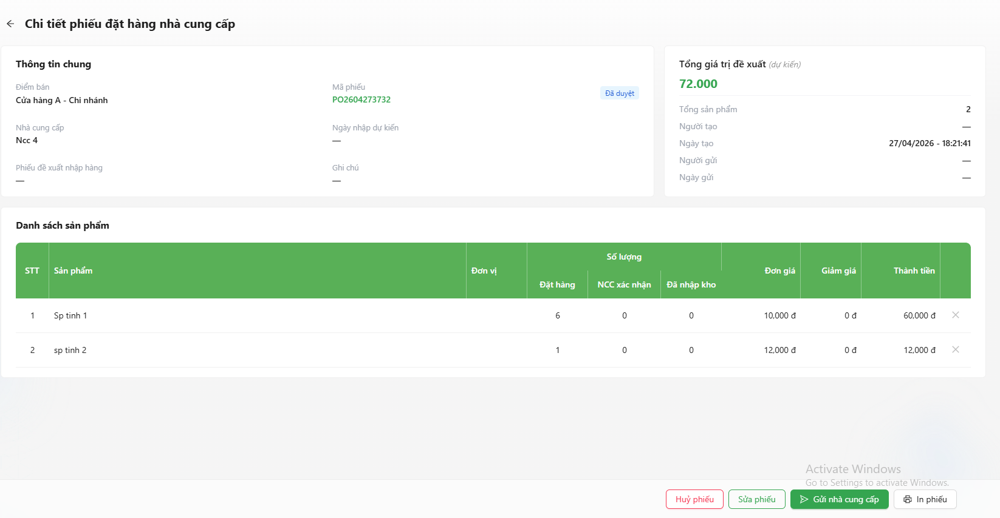 Chi tiết phiếu đặt hàng nhà cung cấp
Thông tin chung
Điểm bán
Cửa hàng A - Chi nhánh
Mã phiếu
PO2604273732
Đã duyệt
Nhà cung cấp
Ncc 4
Ngày nhập dự kiến
—
Phiếu đề xuất nhập hàng
—
Ghi chú
—
Tổng giá trị đề xuất (dự kiến)
72.000
Tổng sản phẩm 2
Người tạo —
Ngày tạo 27/04/2026 - 18:21:41
Người gửi —
Ngày gửi —
Danh sách sản phẩm
STT Sản phẩm Đơn vị Số lượng Đơn giá Giảm giá Thành tiền
Đặt hàng NCC xác nhận Đã nhập kho
1 Sp tinh 1 6 0 0 10,000 đ 0 đ 60,000 đ
2 sp tinh 2 1 0 0 12,000 đ 0 đ 12,000 đ
Activate Windows
Go to Settings to activate Windows.
Huỷ phiếu Sửa phiếu Gửi nhà cung cấp In phiếu